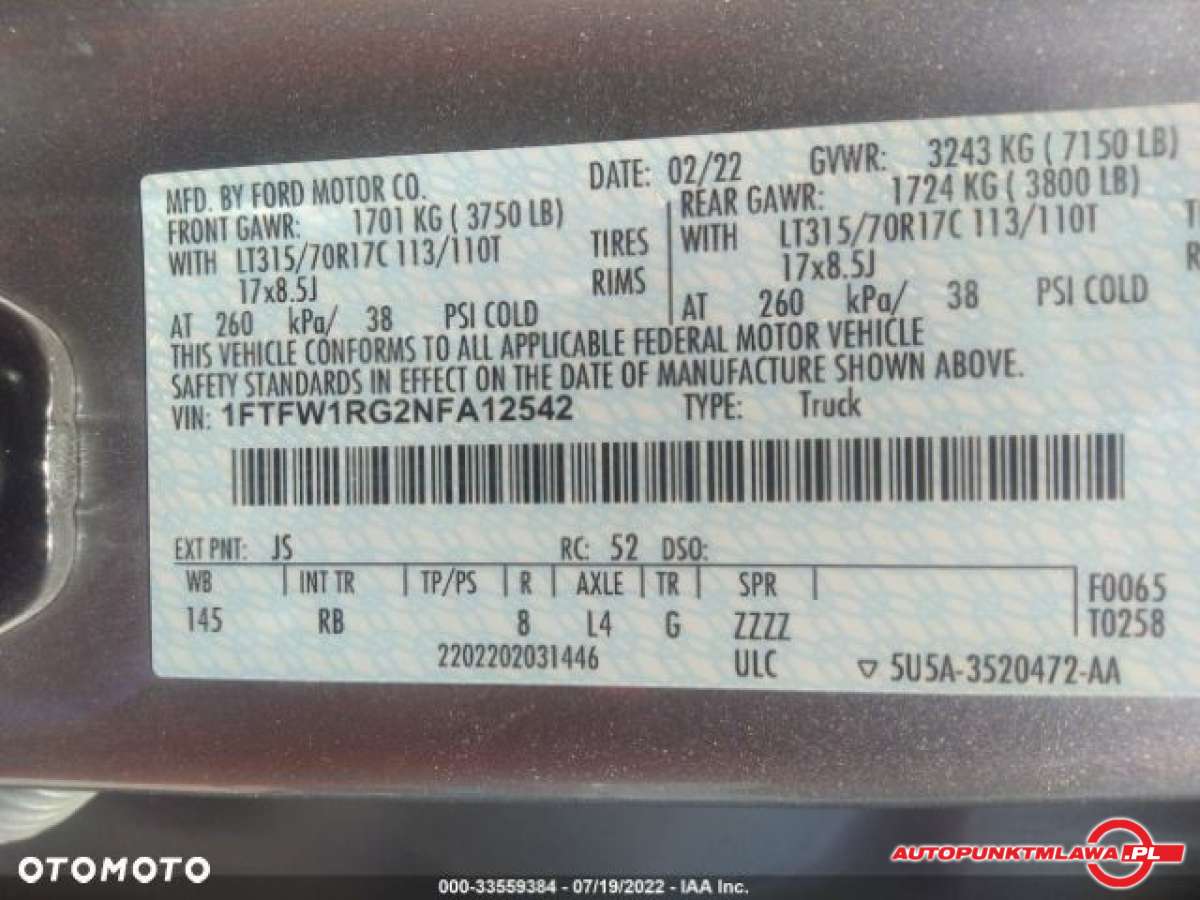 MFD. BY FORD MOTOR CO. DATE: 02/22 GVWR: 3243 KG ( 7150 LB)
FRONT GAWR: 1701 KG ( 3750 LB) REAR GAWR: 1724 KG ( 3800 LB)
WITH LT315/70R17C 113/110T TIRES WITH LT315/70R17C 113/110T
17x8.5J RIMS 17x8.5J
AT 260 kPa/ 38 PSI COLD AT 260 kPa/ 38 PSI COLD
THIS VEHICLE CONFORMS TO ALL APPLICABLE FEDERAL MOTOR VEHICLE
SAFETY STANDARDS IN EFFECT ON THE DATE OF MANUFACTURE SHOWN ABOVE.
VIN: 1FTFW1RG2NFA12542 TYPE: Truck
EXT PNT: JS RC: 52 DSO:
WB INT TR TP/PS R AXLE TR SPR F0065
145 RB 8 L4 G ZZZZ T0258
2202202031446 ULC ▽ 5U5A-3520472-AA
OTOMOTO
AUTOPUNKTMLAWA.PL
000-33559384 - 07/19/2022 - IAA Inc.